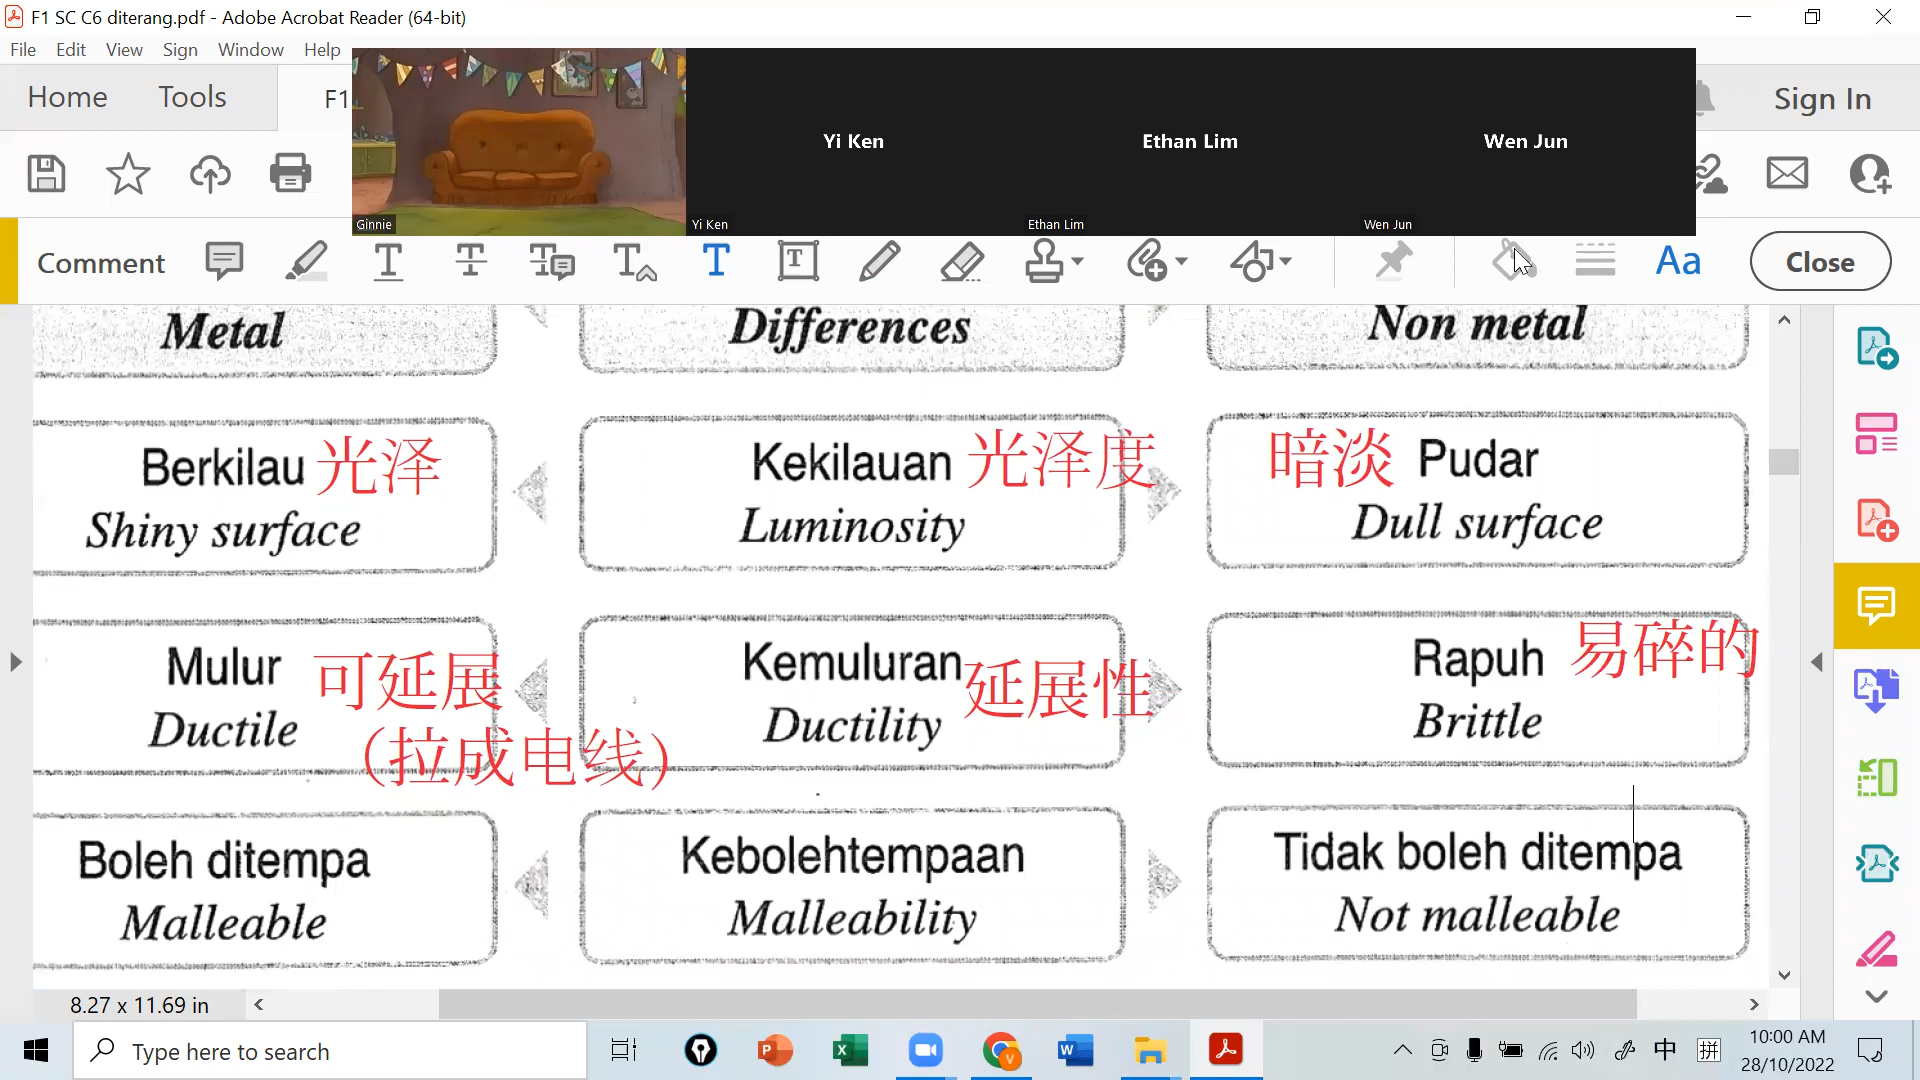 F1 SC C6 diterang.pdf - Adobe Acrobat Reader (64-bit)
File Edit View Sign Window Help
Home Tools F1 Sign In
Yi Ken Ethan Lim Wen Jun
Ginnie Yi Ken Ethan Lim Wen Jun
Comment Aa Close
Metal Differences Non metal
Berkilau 光泽 Kekilauan 光泽度 暗淡 Pudar
Shiny surface Luminosity Dull surface
Mulur 可延展 Kemuluran 延展性 Rapuh 易碎的
Ductile Ductility Brittle
(拉成电线)
Boleh ditempa Kebolehtempaan Tidak boleh ditempa
Malleable Malleability Not malleable
8.27 x 11.69 in
Type here to search 中 拼 10:00 AM
28/10/2022